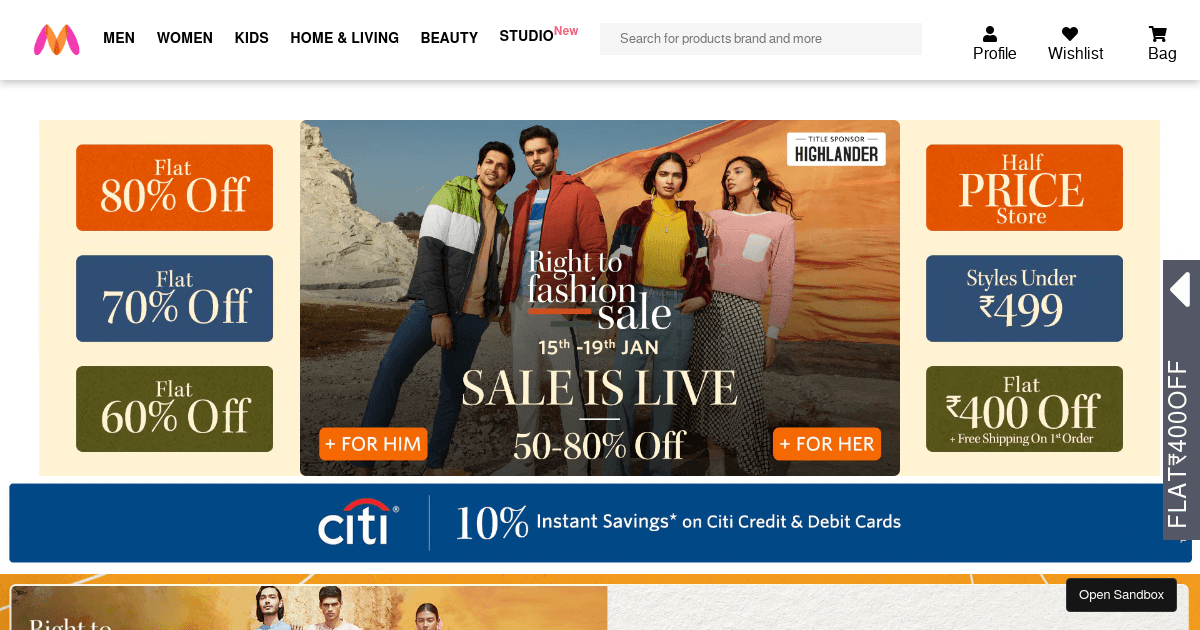 MEN WOMEN KIDS HOME & LIVING BEAUTY STUDIO New Search for products brand and more
Profile Wishlist Bag
Flat
80% Off
Flat
70% Off
Flat
60% Off
TITLE SPONSOR
HIGHLANDER
Right to
fashion
sale
15th -19th JAN
SALE IS LIVE
50-80% Off
+ FOR HIM
+ FOR HER
Half
PRICE
Store
Styles Under
₹499
Flat
₹400 Off
+ Free Shipping On 1st Order
FLAT₹400OFF
citi® 10% Instant Savings* on Citi Credit & Debit Cards
Open Sandbox
Right to